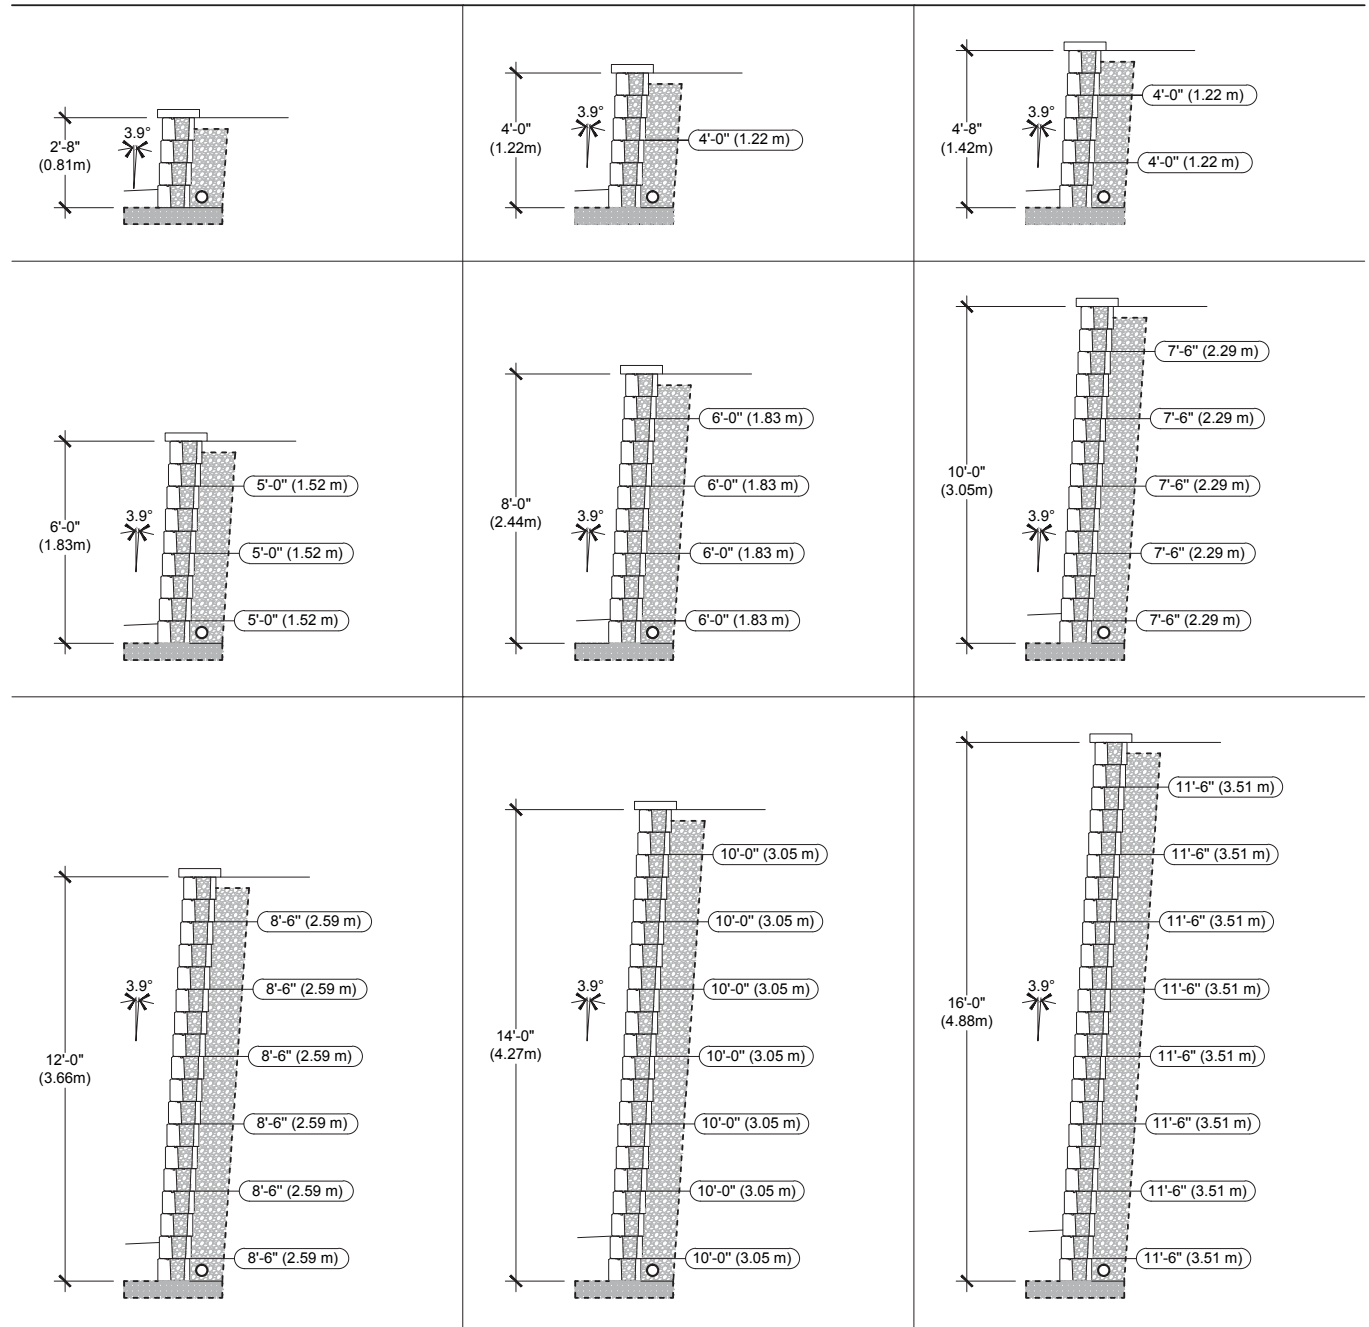 2'-8"
(0.81m)
3.9°
4'-0"
(1.22m)
3.9°
4'-0" (1.22 m)
4'-8"
(1.42m)
3.9°
4'-0" (1.22 m)
4'-0" (1.22 m)
6'-0"
(1.83m)
3.9°
5'-0" (1.52 m)
5'-0" (1.52 m)
5'-0" (1.52 m)
8'-0"
(2.44m)
3.9°
6'-0" (1.83 m)
6'-0" (1.83 m)
6'-0" (1.83 m)
6'-0" (1.83 m)
10'-0"
(3.05m)
3.9°
7'-6" (2.29 m)
7'-6" (2.29 m)
7'-6" (2.29 m)
7'-6" (2.29 m)
7'-6" (2.29 m)
12'-0"
(3.66m)
3.9°
8'-6" (2.59 m)
8'-6" (2.59 m)
8'-6" (2.59 m)
8'-6" (2.59 m)
8'-6" (2.59 m)
8'-6" (2.59 m)
14'-0"
(4.27m)
3.9°
10'-0" (3.05 m)
10'-0" (3.05 m)
10'-0" (3.05 m)
10'-0" (3.05 m)
10'-0" (3.05 m)
10'-0" (3.05 m)
10'-0" (3.05 m)
16'-0"
(4.88m)
3.9°
11'-6" (3.51 m)
11'-6" (3.51 m)
11'-6" (3.51 m)
11'-6" (3.51 m)
11'-6" (3.51 m)
11'-6" (3.51 m)
11'-6" (3.51 m)
11'-6" (3.51 m)